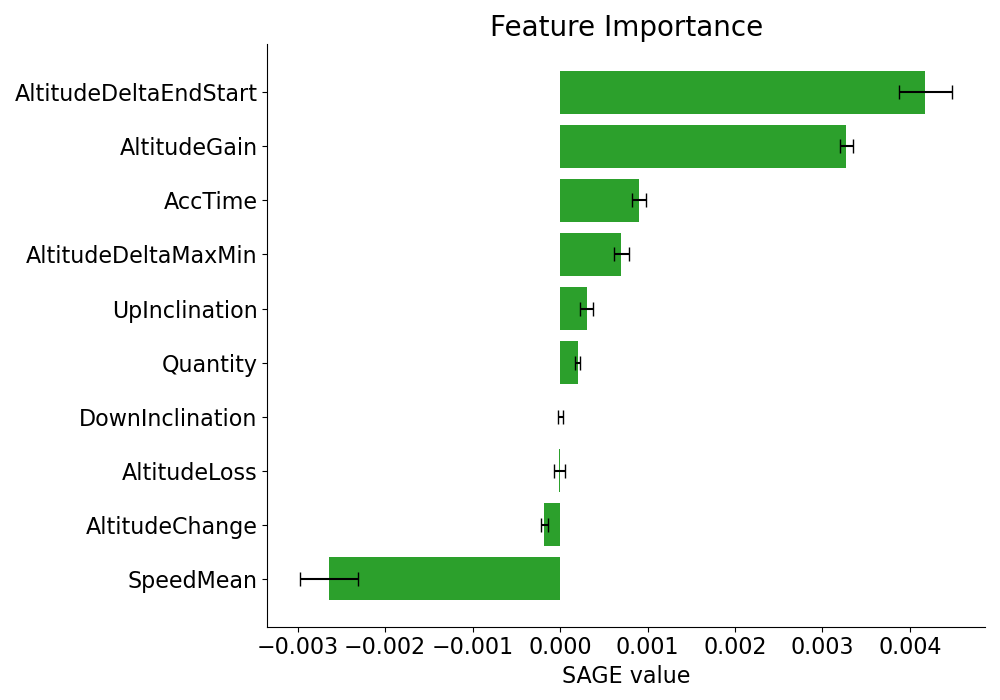 Feature Importance
AltitudeDeltaEndStart
AltitudeGain
AccTime
AltitudeDeltaMaxMin
UpInclination
Quantity
DownInclination
AltitudeLoss
AltitudeChange
SpeedMean
−0.003 −0.002 −0.001 0.000 0.001 0.002 0.003 0.004
SAGE value